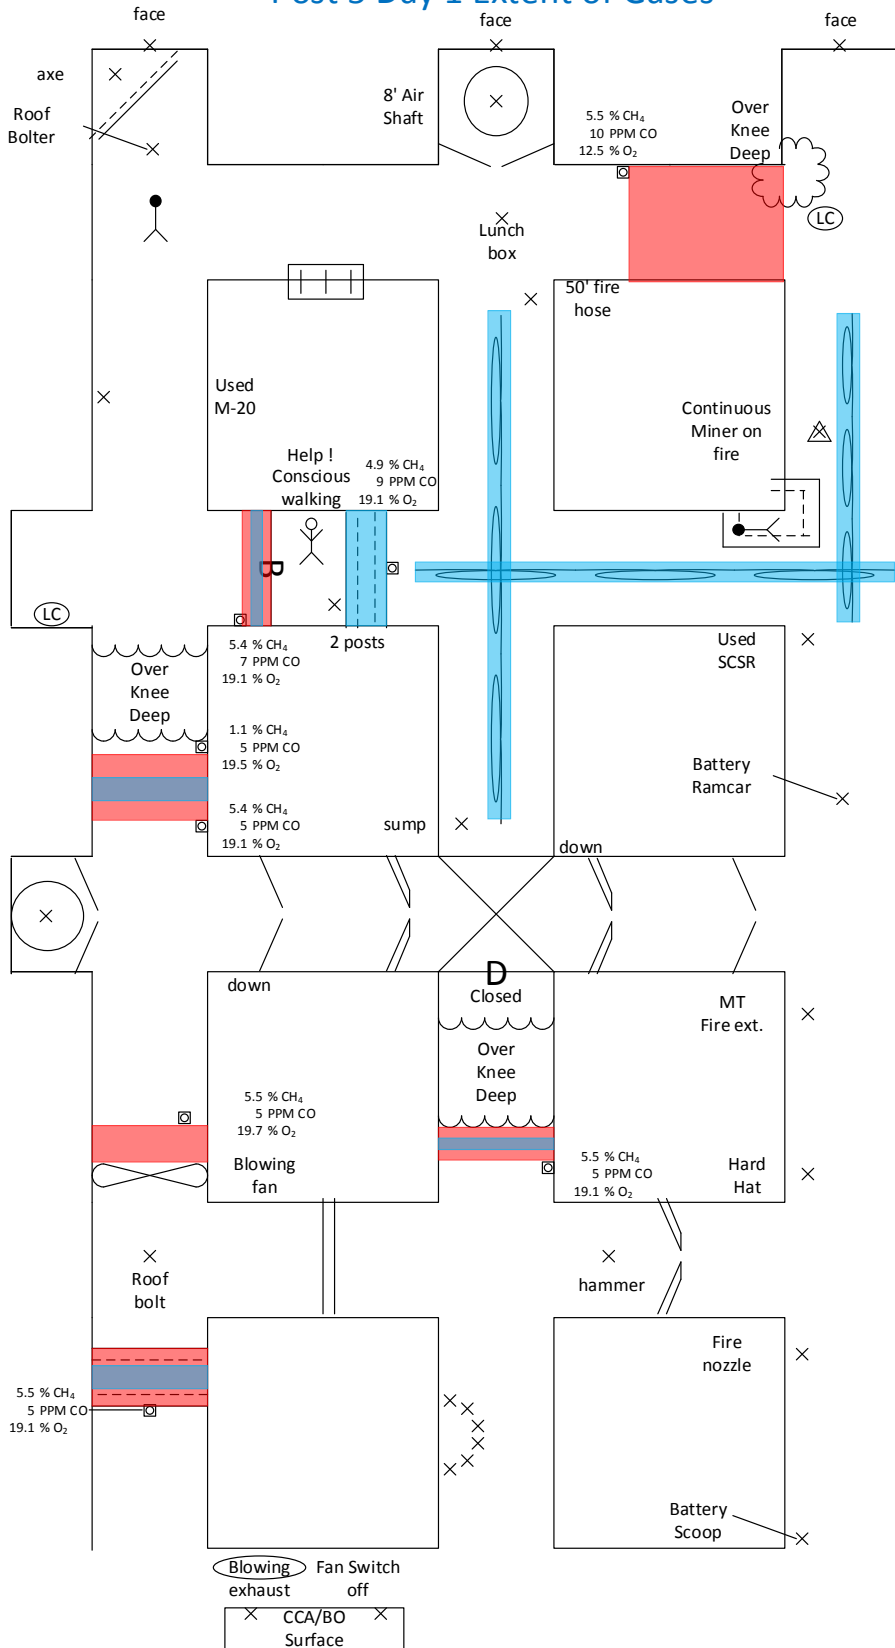 Post 5 Day 1 Extent of Gases
face
face
face
axe
Roof
Bolter
8' Air
Shaft
5.5 % CH₄
10 PPM CO
12.5 % O₂
Over
Knee
Deep
LC
Lunch
box
50' fire
hose
Used
M-20
Continuous
Miner on
fire
Help !
Conscious
walking
4.9 % CH₄
9 PPM CO
19.1 % O₂
B
LC
2 posts
5.4 % CH₄
7 PPM CO
19.1 % O₂
Used
SCSR
Over
Knee
Deep
1.1 % CH₄
5 PPM CO
19.5 % O₂
Battery
Ramcar
5.4 % CH₄
5 PPM CO
19.1 % O₂
sump
down
D
down
Closed
MT
Fire ext.
Over
Knee
Deep
5.5 % CH₄
5 PPM CO
19.7 % O₂
Blowing
fan
5.5 % CH₄
5 PPM CO
19.1 % O₂
Hard
Hat
Roof
bolt
hammer
Fire
nozzle
5.5 % CH₄
5 PPM CO
19.1 % O₂
Battery
Scoop
Blowing
exhaust
Fan Switch
off
CCA/BO
Surface